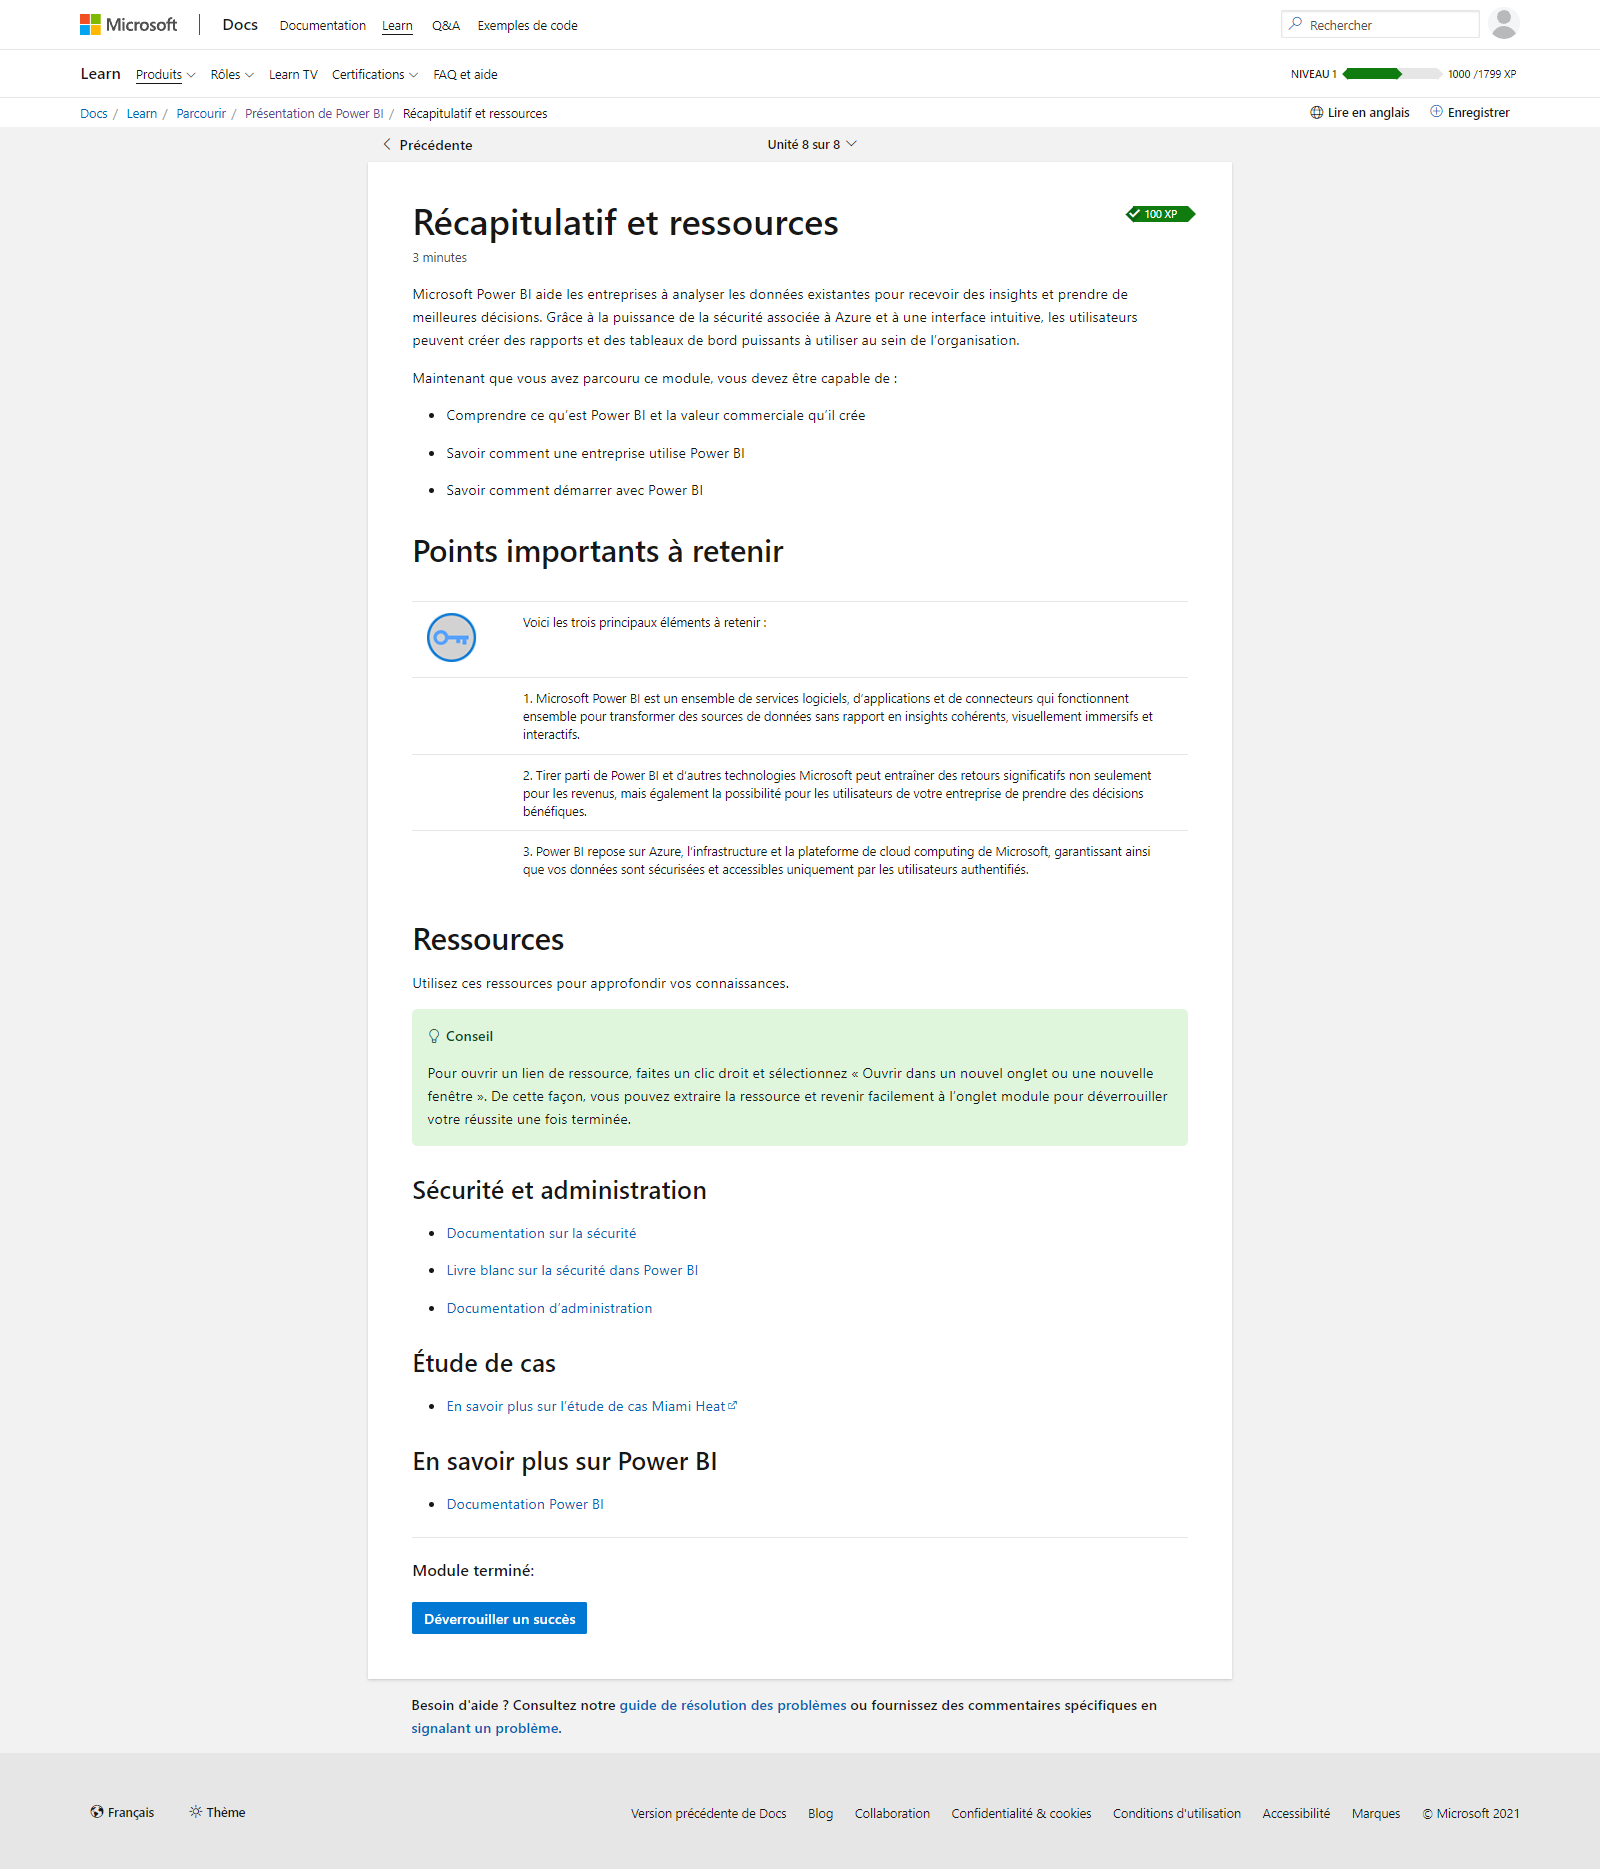 Microsoft Docs Documentation Learn Q&A Exemples de code Rechercher
Learn Produits Rôles Learn TV Certifications FAQ et aide NIVEAU 1 1000 /1799 XP
Docs / Learn / Parcourir / Présentation de Power BI / Récapitulatif et ressources Lire en anglais Enregistrer
Précédente Unité 8 sur 8
Récapitulatif et ressources 100 XP
3 minutes
Microsoft Power BI aide les entreprises à analyser les données existantes pour recevoir des insights et prendre de
meilleures décisions. Grâce à la puissance de la sécurité associée à Azure et à une interface intuitive, les utilisateurs
peuvent créer des rapports et des tableaux de bord puissants à utiliser au sein de l’organisation.
Maintenant que vous avez parcouru ce module, vous devez être capable de :
• Comprendre ce qu’est Power BI et la valeur commerciale qu’il crée
• Savoir comment une entreprise utilise Power BI
• Savoir comment démarrer avec Power BI
Points importants à retenir
Voici les trois principaux éléments à retenir :
1. Microsoft Power BI est un ensemble de services logiciels, d’applications et de connecteurs qui fonctionnent
ensemble pour transformer des sources de données sans rapport en insights cohérents, visuellement immersifs et
interactifs.
2. Tirer parti de Power BI et d’autres technologies Microsoft peut entraîner des retours significatifs non seulement
pour les revenus, mais également la possibilité pour les utilisateurs de votre entreprise de prendre des décisions
bénéfiques.
3. Power BI repose sur Azure, l’infrastructure et la plateforme de cloud computing de Microsoft, garantissant ainsi
que vos données sont sécurisées et accessibles uniquement par les utilisateurs authentifiés.
Ressources
Utilisez ces ressources pour approfondir vos connaissances.
Conseil
Pour ouvrir un lien de ressource, faites un clic droit et sélectionnez « Ouvrir dans un nouvel onglet ou une nouvelle
fenêtre ». De cette façon, vous pouvez extraire la ressource et revenir facilement à l’onglet module pour déverrouiller
votre réussite une fois terminée.
Sécurité et administration
• Documentation sur la sécurité
• Livre blanc sur la sécurité dans Power BI
• Documentation d’administration
Étude de cas
• En savoir plus sur l’étude de cas Miami Heat
En savoir plus sur Power BI
• Documentation Power BI
Module terminé:
Déverrouiller un succès
Besoin d'aide ? Consultez notre guide de résolution des problèmes ou fournissez des commentaires spécifiques en
signalant un problème.
Français Thème Version précédente de Docs Blog Collaboration Confidentialité & cookies Conditions d'utilisation Accessibilité Marques © Microsoft 2021